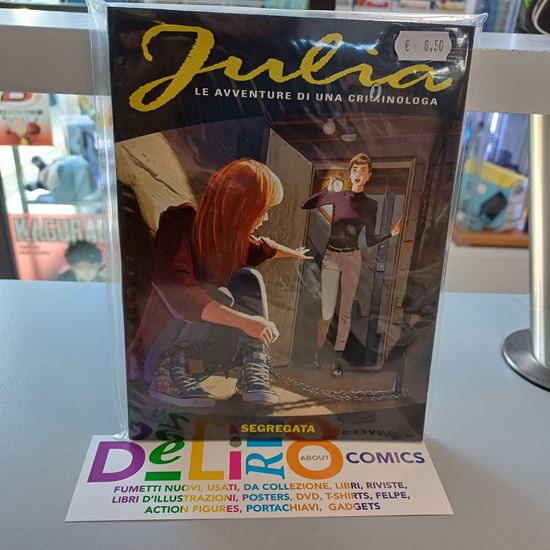 € 6,50
Julia
LE AVVENTURE DI UNA CRIMINOLOGA
KAGURA
SEGREGATA
DeLiRiO ABOUT COMICS
FUMETTI NUOVI, USATI, DA COLLEZIONE, LIBRI, RIVISTE,
LIBRI D'ILLUSTRAZIONI, POSTERS, DVD, T-SHIRTS, FELPE,
ACTION FIGURES, PORTACHIAVI, GADGETS